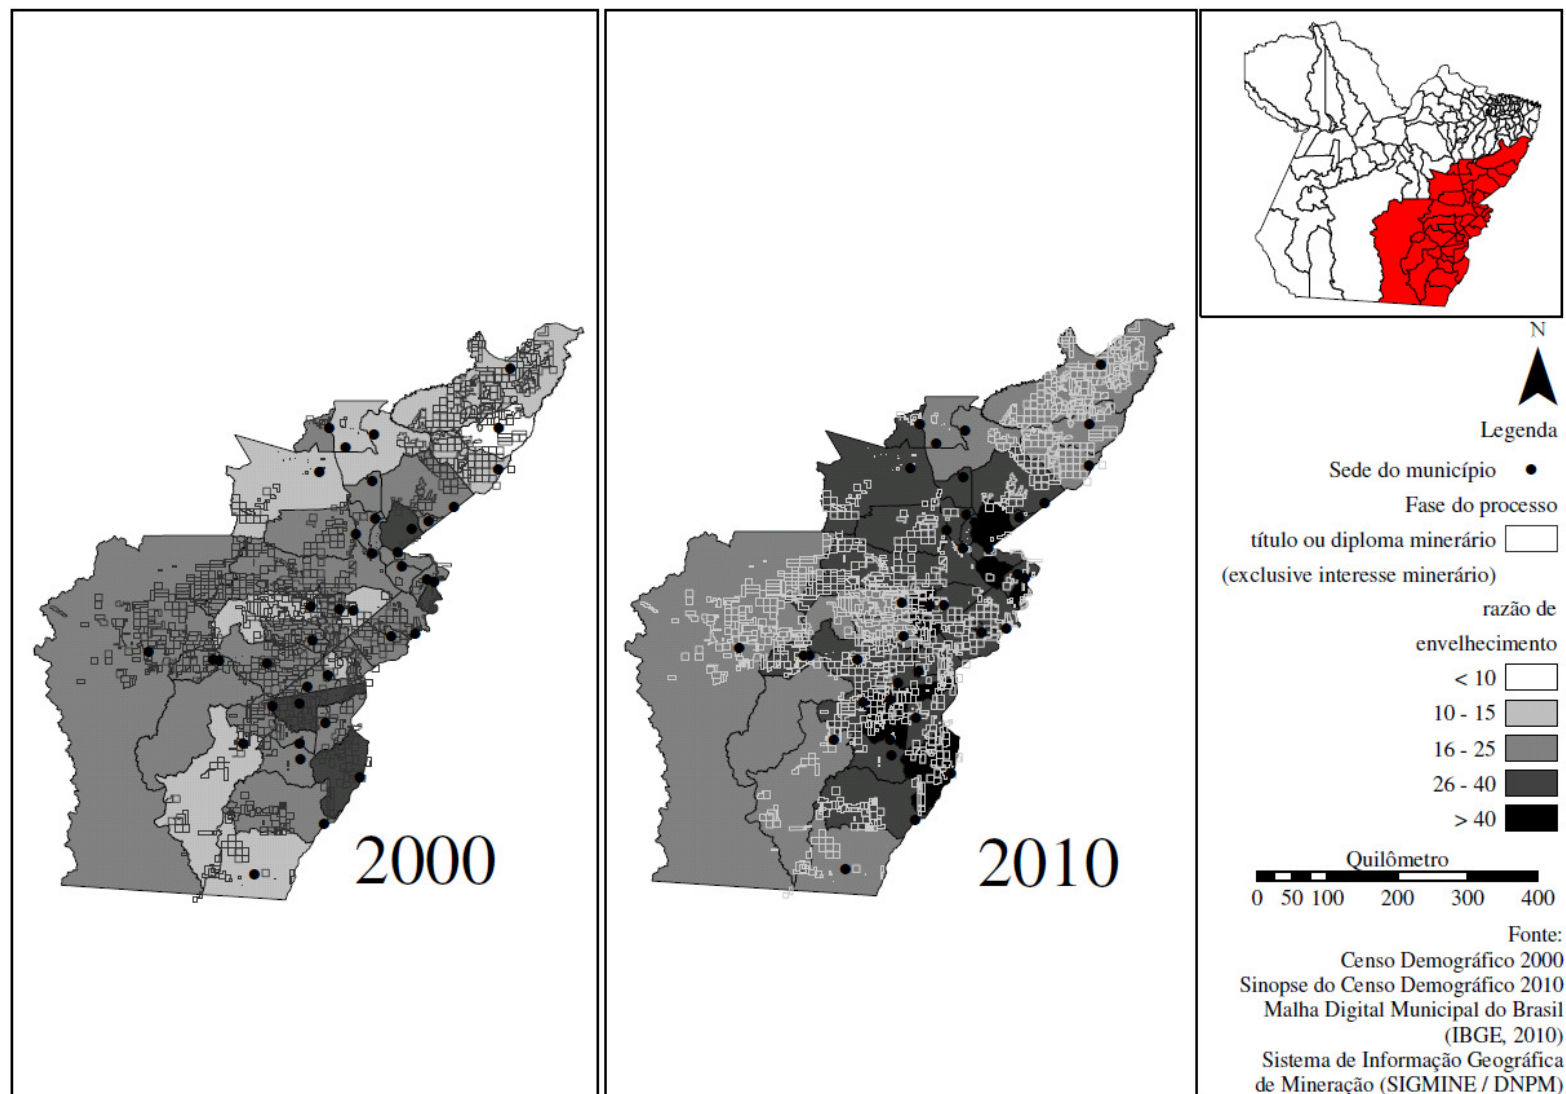 2000
2010
N
Legenda
Sede do município
Fase do processo
título ou diploma minerário
(exclusive interesse minerário)
razão de
envelhecimento
< 10
10 - 15
16 - 25
26 - 40
> 40
Quilômetro
0 50 100 200 300 400
Fonte:
Censo Demográfico 2000
Sinopse do Censo Demográfico 2010
Malha Digital Municipal do Brasil
(IBGE, 2010)
Sistema de Informação Geográfica
de Mineração (SIGMINE / DNPM)